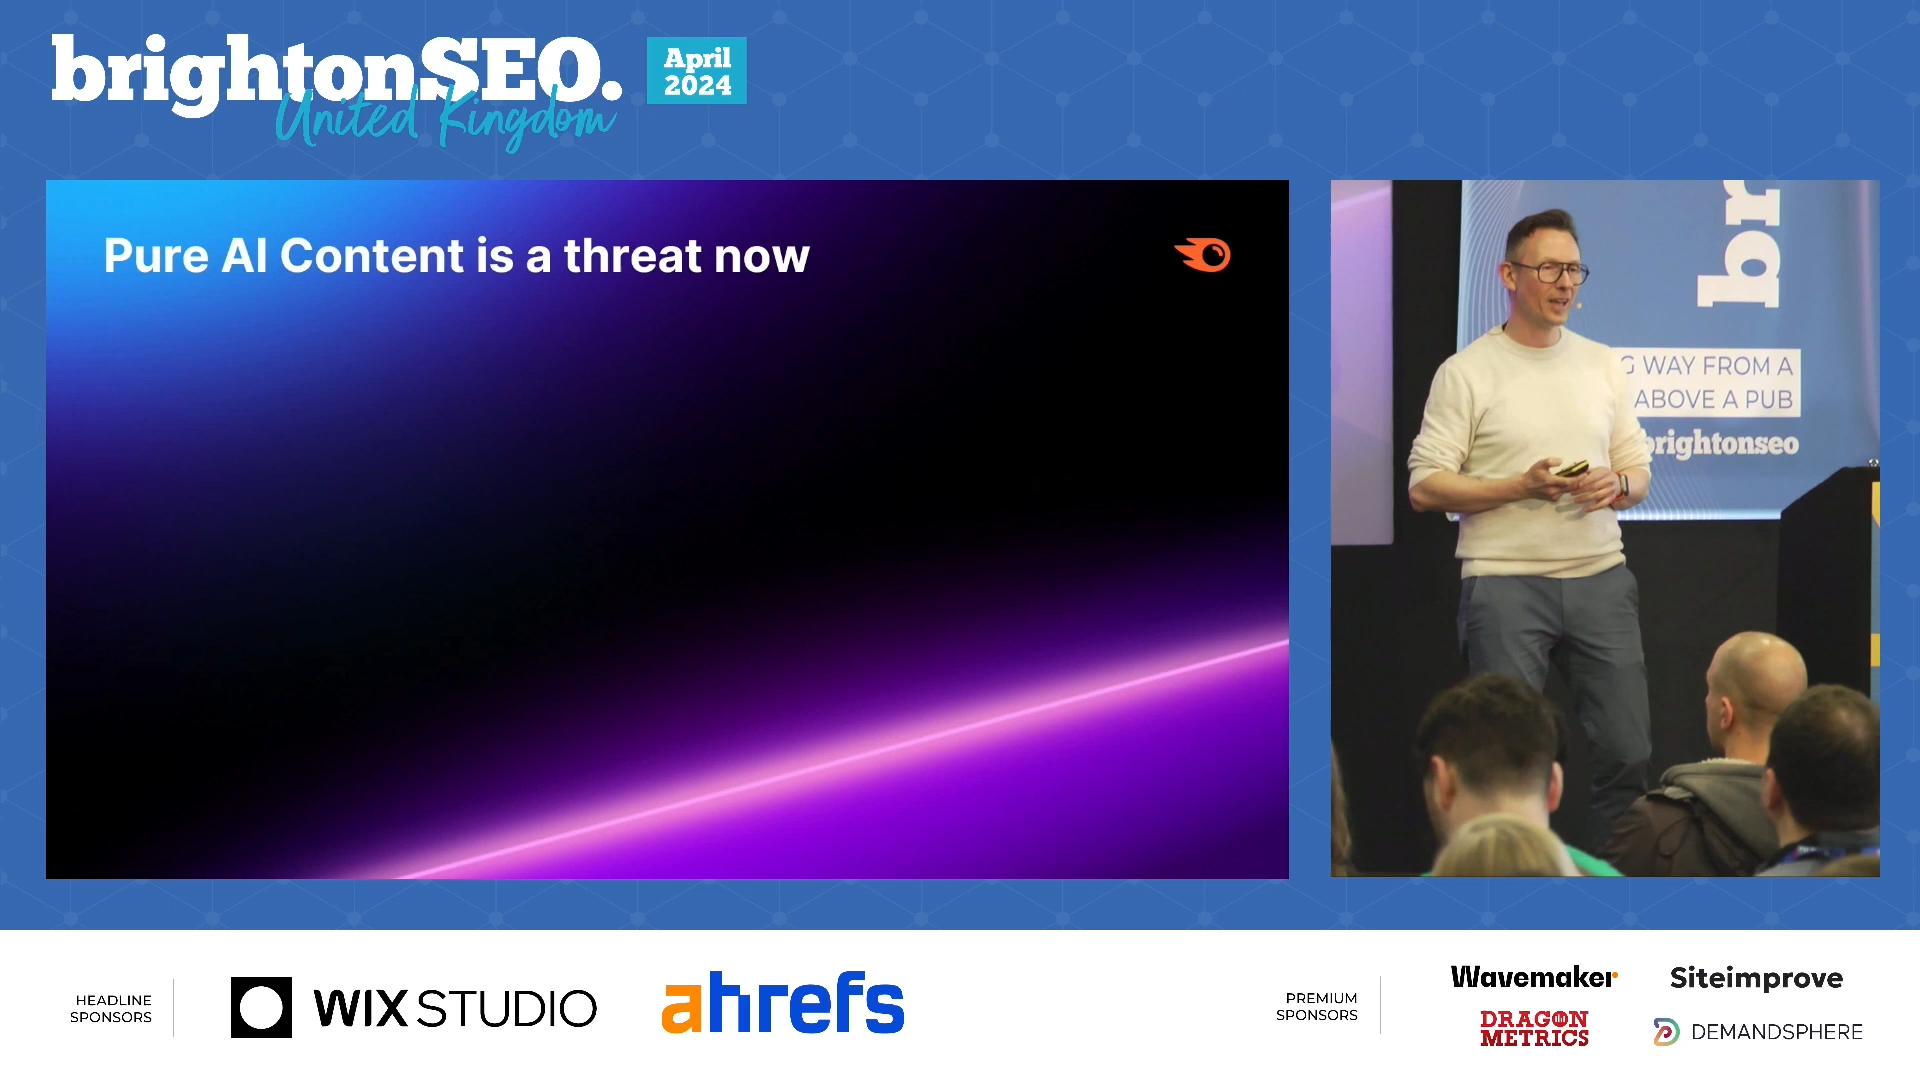 brightonSEO.
United Kingdom
April
2024
Pure AI Content is a threat now
br
G WAY FROM A
ABOVE A PUB
brightonseo
HEADLINE
SPONSORS
WIX STUDIO
ahrefs
PREMIUM
SPONSORS
Wavemaker
Siteimprove
DRAGON
METRICS
DEMANDSPHERE